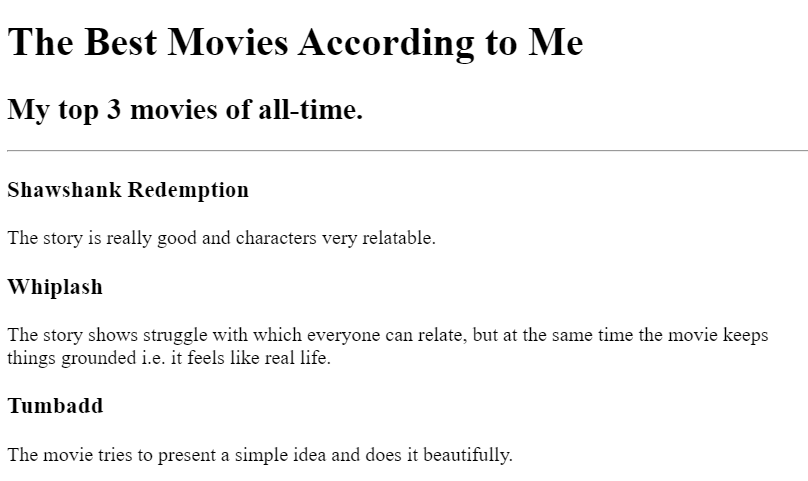 The Best Movies According to Me
My top 3 movies of all-time.
Shawshank Redemption
The story is really good and characters very relatable.
Whiplash
The story shows struggle with which everyone can relate, but at the same time the movie keeps
things grounded i.e. it feels like real life.
Tumbadd
The movie tries to present a simple idea and does it beautifully.